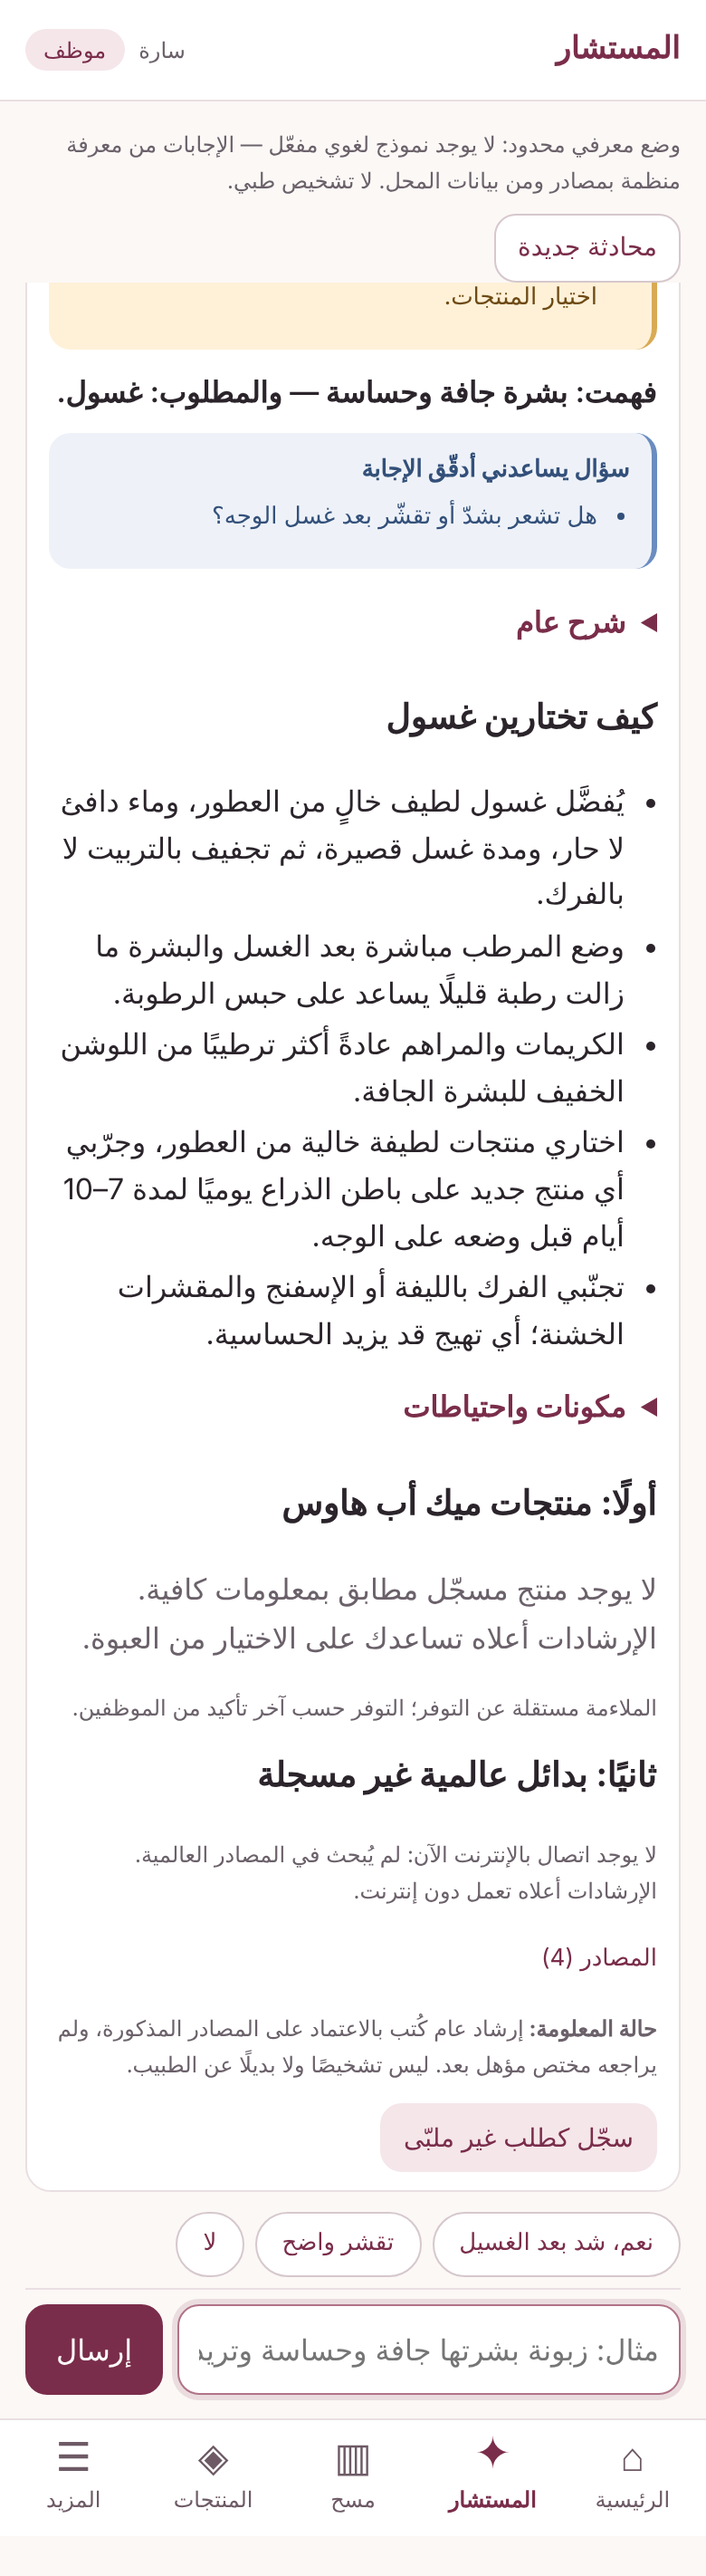 المستشار
سارة
موظف
وضع معرفي محدود: لا يوجد نموذج لغوي مفعّل — الإجابات من معرفة
منظمة بمصادر ومن بيانات المحل. لا تشخيص طبي.
محادثة جديدة
اختيار المنتجات.
فهمت: بشرة جافة وحساسة — والمطلوب: غسول.
سؤال يساعدني أدقّق الإجابة
• هل تشعر بشدّ أو تقشّر بعد غسل الوجه؟
شرح عام
كيف تختارين غسول
• يُفضَّل غسول لطيف خالٍ من العطور، وماء دافئ
لا حار، ومدة غسل قصيرة، ثم تجفيف بالتربيت لا
بالفرك.
• وضع المرطب مباشرة بعد الغسل والبشرة ما
زالت رطبة قليلًا يساعد على حبس الرطوبة.
• الكريمات والمراهم عادةً أكثر ترطيبًا من اللوشن
الخفيف للبشرة الجافة.
• اختاري منتجات لطيفة خالية من العطور، وجرّبي
أي منتج جديد على باطن الذراع يوميًا لمدة 7–10
أيام قبل وضعه على الوجه.
• تجنّبي الفرك بالليفة أو الإسفنج والمقشرات
الخشنة؛ أي تهيج قد يزيد الحساسية.
مكونات واحتياطات
أولًا: منتجات ميك أب هاوس
لا يوجد منتج مسجّل مطابق بمعلومات كافية.
الإرشادات أعلاه تساعدك على الاختيار من العبوة.
الملاءمة مستقلة عن التوفر؛ التوفر حسب آخر تأكيد من الموظفين.
ثانيًا: بدائل عالمية غير مسجلة
لا يوجد اتصال بالإنترنت الآن: لم يُبحث في المصادر العالمية.
الإرشادات أعلاه تعمل دون إنترنت.
المصادر (4)
حالة المعلومة: إرشاد عام كُتب بالاعتماد على المصادر المذكورة، ولم
يراجعه مختص مؤهل بعد. ليس تشخيصًا ولا بديلًا عن الطبيب.
سجّل كطلب غير ملبّى
نعم، شد بعد الغسيل
تقشر واضح
لا
مثال: زبونة بشرتها جافة وحساسة وتريد
إرسال
الرئيسية
المستشار
مسح
المنتجات
المزيد